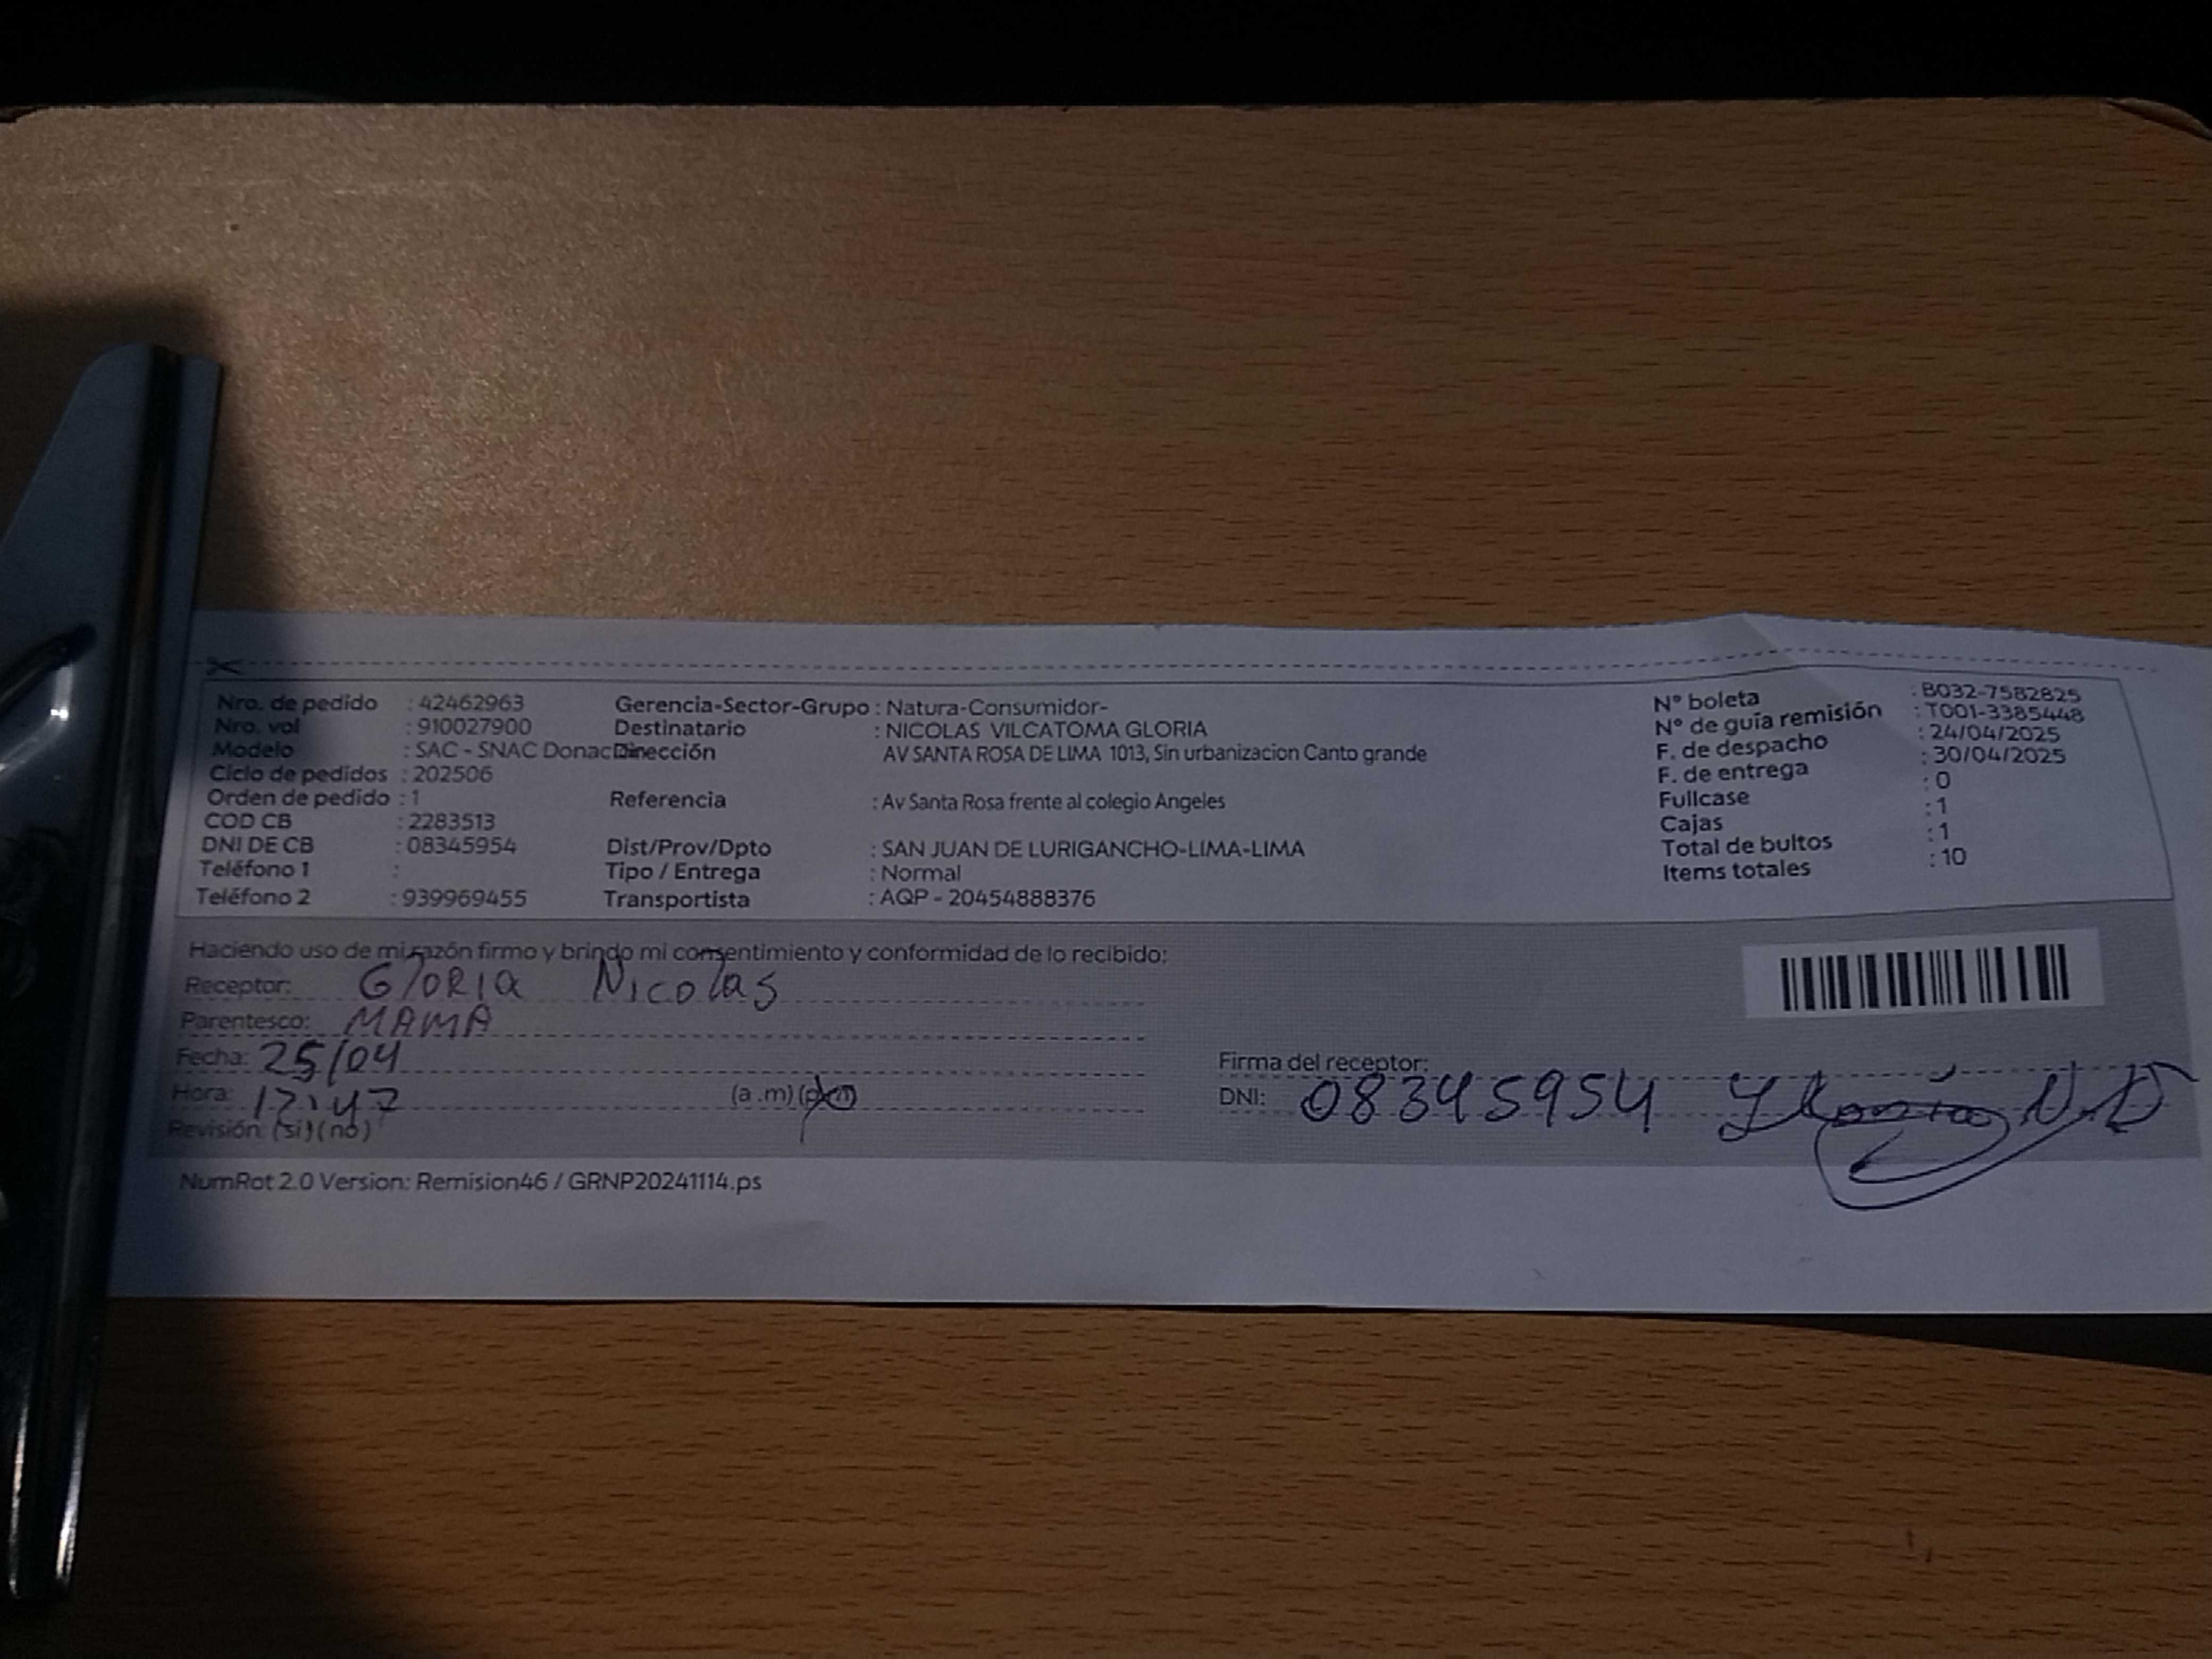 Nro. de pedido : 42462963 Gerencia-Sector-Grupo : Natura-Consumidor- N° boleta : B032-7582825
Nro. vol : 910027900 Destinatario : NICOLAS VILCATOMA GLORIA N° de guía remisión : T001-3385448
Modelo : SAC - SNAC Donac Dirección AV SANTA ROSA DE LIMA 1013, Sin urbanizacion Canto grande F. de despacho : 24/04/2025
Ciclo de pedidos : 202506 F. de entrega : 30/04/2025
Orden de pedido : 1 Referencia : Av Santa Rosa frente al colegio Angeles Fullcase : 0
COD CB : 2283513 Cajas : 1
DNI DE CB : 08345954 Dist/Prov/Dpto : SAN JUAN DE LURIGANCHO-LIMA-LIMA Total de bultos : 1
Teléfono 1 : Tipo / Entrega : Normal Items totales : 10
Teléfono 2 : 939969455 Transportista : AQP - 20454888376
Haciendo uso de mi razón firmo y brindo mi consentimiento y conformidad de lo recibido:
Receptor: GlORIa Nicolas
Parentesco: MAMA
Fecha: 25/04 Firma del receptor:
Hora: (a .m) DNI: 08345954
Revisión: (si) (no)
NumRot 2.0 Version: Remision46 / GRNP20241114.ps